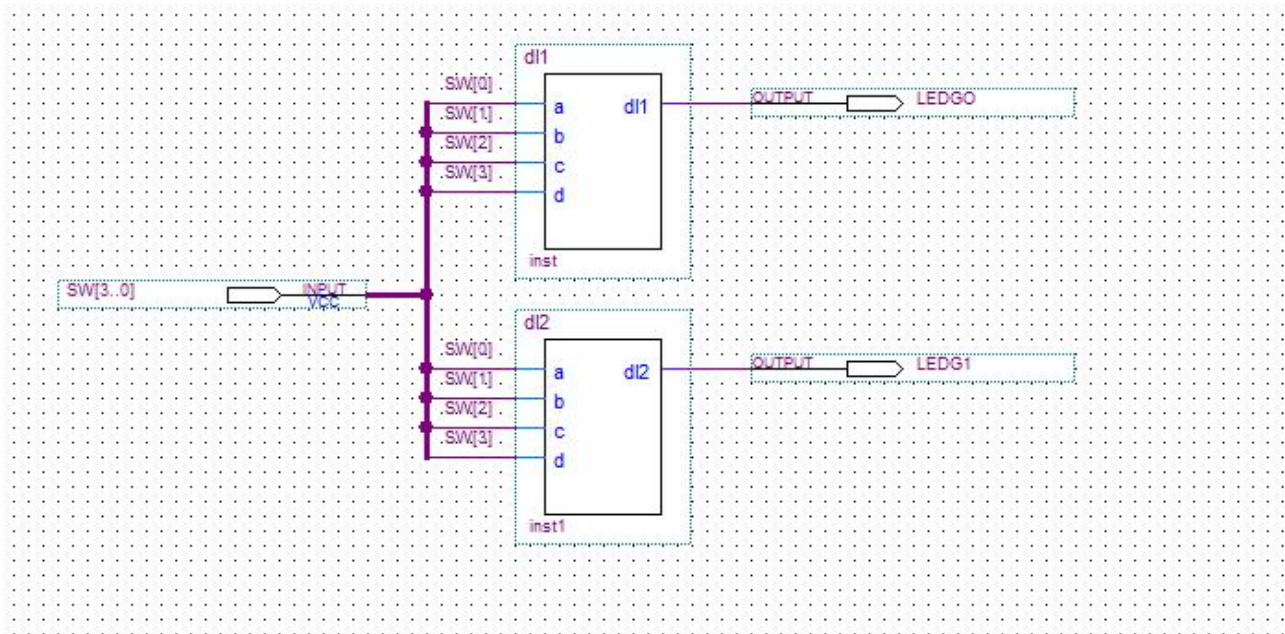 dl1
SW[0]
SW[1]
SW[2]
SW[3]
a
b
c
d
dl1
inst
OUTPUT
LEDG0
SW[3..0]
INPUT
VCC
dl2
SW[0]
SW[1]
SW[2]
SW[3]
a
b
c
d
dl2
inst1
OUTPUT
LEDG1